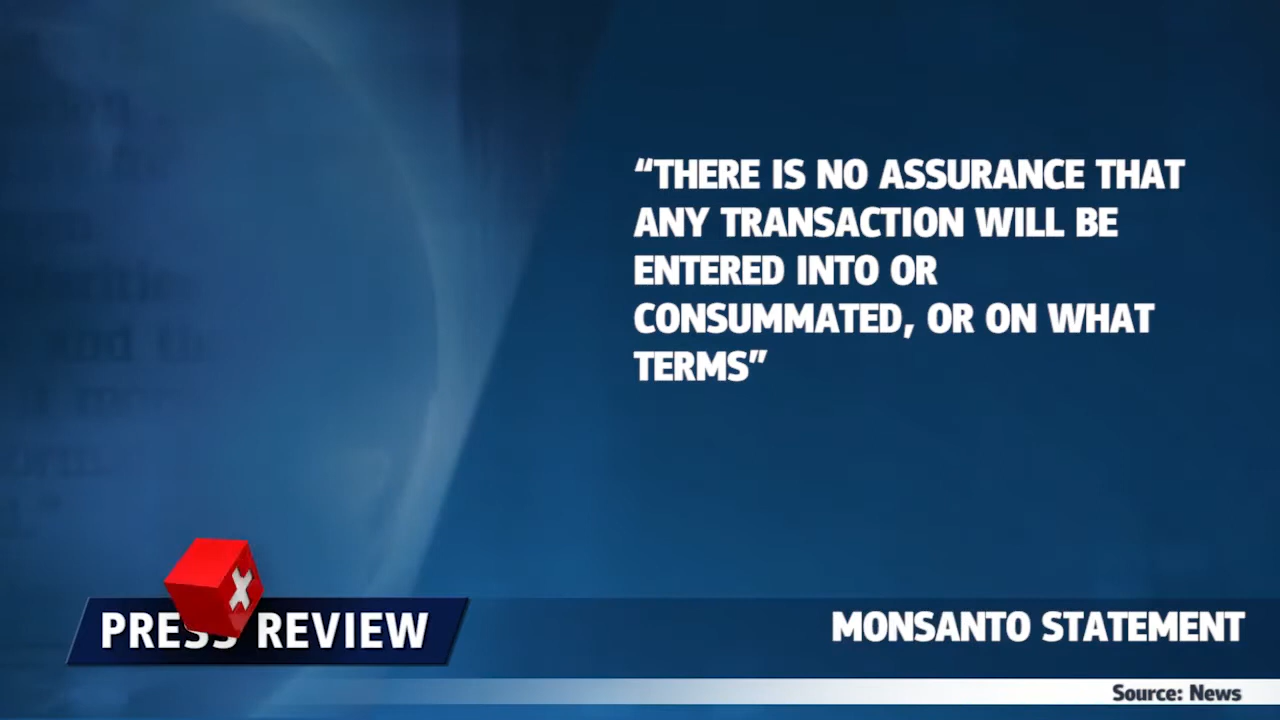 “THERE IS NO ASSURANCE THAT
ANY TRANSACTION WILL BE
ENTERED INTO OR
CONSUMMATED, OR ON WHAT
TERMS”
PRESS REVIEW
MONSANTO STATEMENT
Source: News